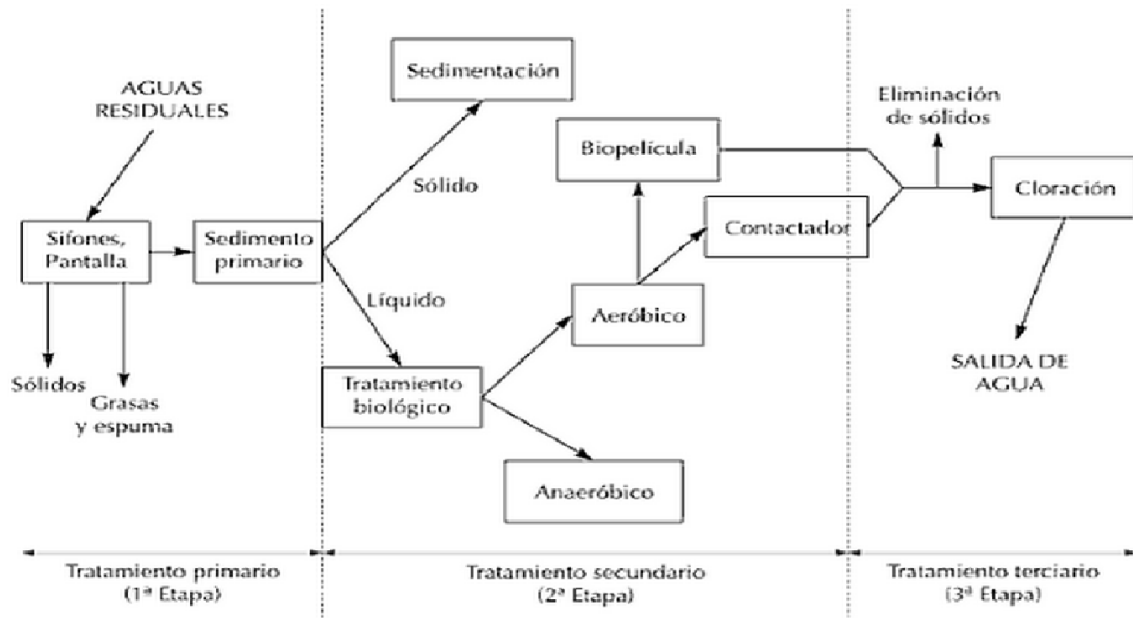 AGUAS
RESIDUALES
Sifones,
Pantalla
Sólidos
Grasas
y espuma
Sedimento
primario
Sólido
Líquido
Sedimentación
Tratamiento
biológico
Aeróbico
Anaeróbico
Biopelícula
Contactador
Eliminación
de sólidos
Cloración
SALIDA DE
AGUA
Tratamiento primario
(1ª Etapa)
Tratamiento secundario
(2ª Etapa)
Tratamiento terciario
(3ª Etapa)